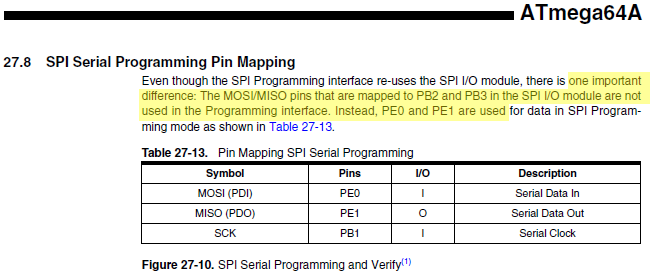 ATmega64A
27.8 SPI Serial Programming Pin Mapping
Even though the SPI Programming interface re-uses the SPI I/O module, there is one important
difference: The MOSI/MISO pins that are mapped to PB2 and PB3 in the SPI I/O module are not
used in the Programming interface. Instead, PE0 and PE1 are used for data in SPI Program-
ming mode as shown in Table 27-13.
Table 27-13. Pin Mapping SPI Serial Programming
Symbol Pins I/O Description
MOSI (PDI) PE0 I Serial Data In
MISO (PDO) PE1 O Serial Data Out
SCK PB1 I Serial Clock
Figure 27-10. SPI Serial Programming and Verify(1)